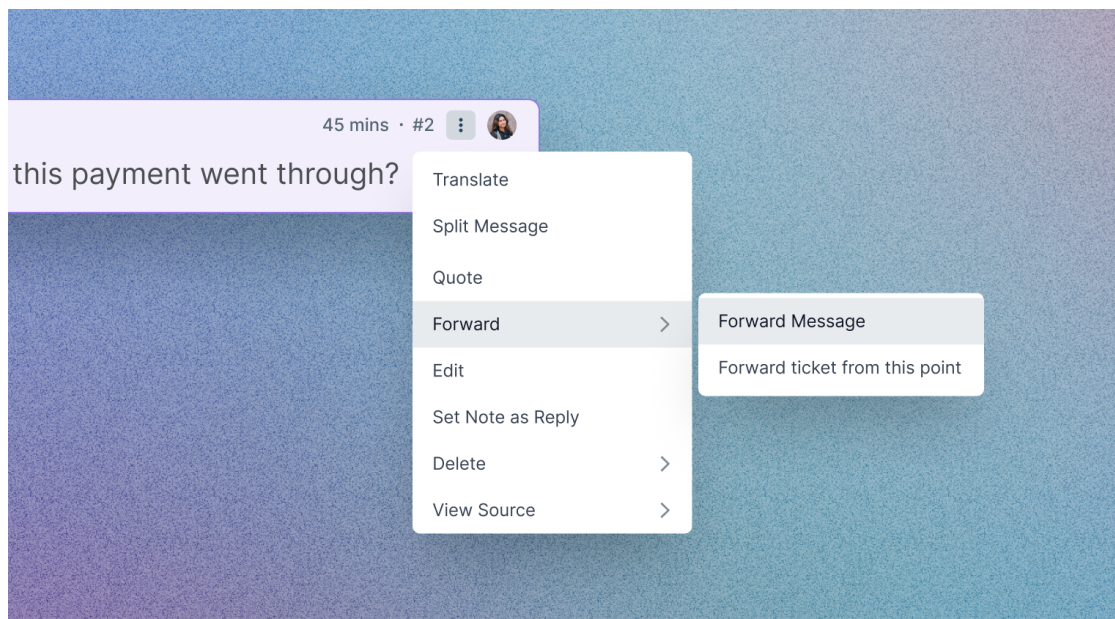 45 mins · #2
this payment went through?
Translate
Split Message
Quote
Forward
Forward Message
Forward ticket from this point
Edit
Set Note as Reply
Delete
View Source